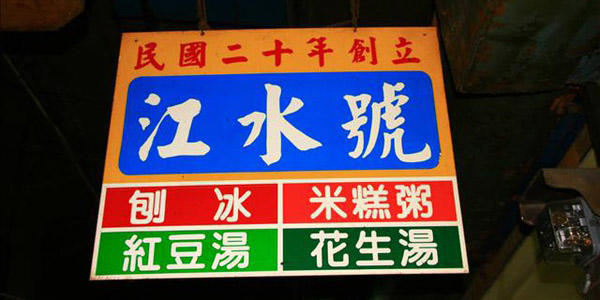 民國二十年創立
江水號
刨冰 米糕粥
紅豆湯 花生湯